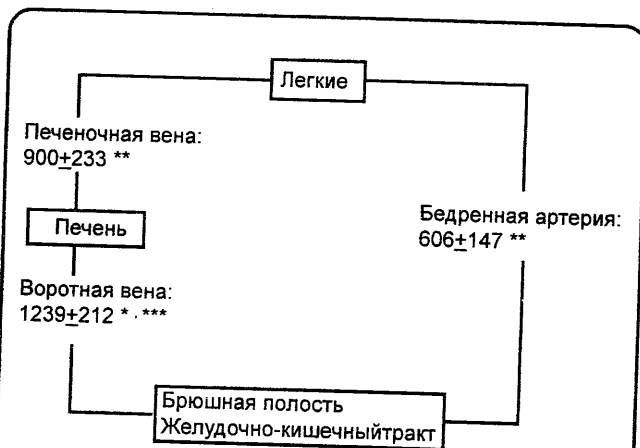 Легкие
Печеночная вена:
900±233 **
Печень
Бедренная артерия:
606±147 **
Воротная вена:
1239±212 * . ***
Брюшная полость
Желудочно-кишечныйтракт